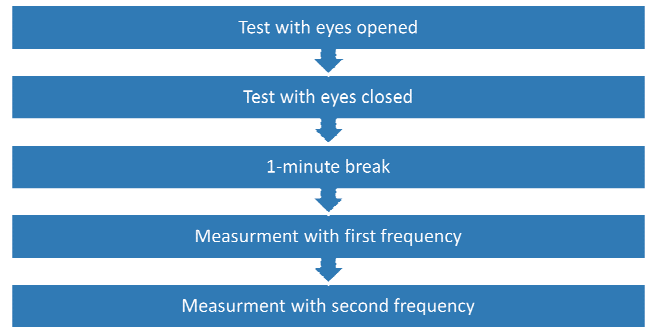 Test with eyes opened
Test with eyes closed
1-minute break
Measurment with first frequency
Measurment with second frequency